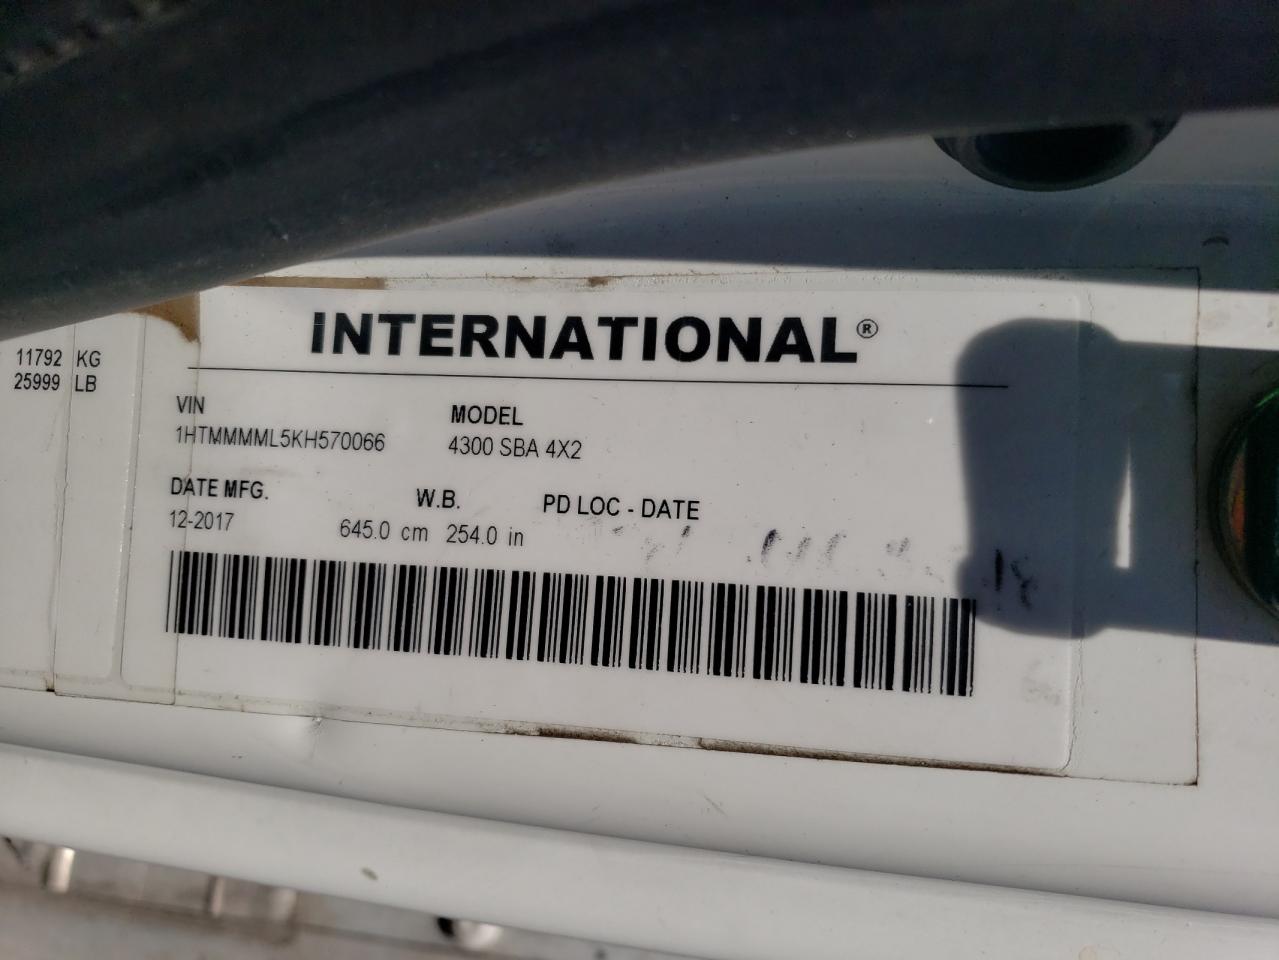 INTERNATIONAL®
11792 KG
25999 LB
VIN
1HTMMMML5KH570066
MODEL
4300 SBA 4X2
DATE MFG.
12-2017
W.B.
645.0 cm 254.0 in
PD LOC - DATE